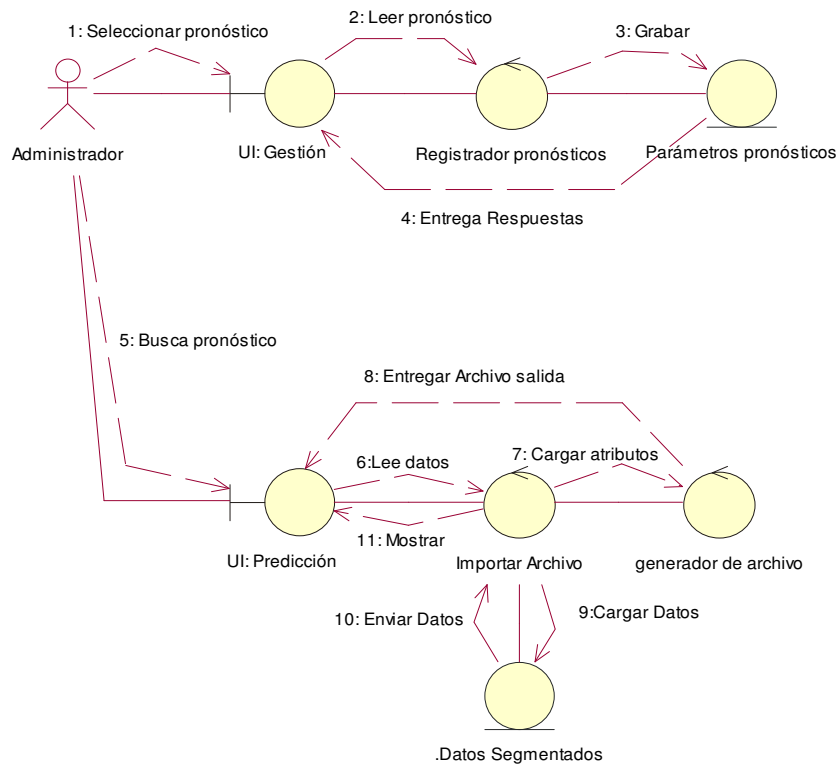 1: Seleccionar pronóstico
2: Leer pronóstico
3: Grabar
Administrador
UI: Gestión
Registrador pronósticos
Parámetros pronósticos
4: Entrega Respuestas
5: Busca pronóstico
8: Entregar Archivo salida
6:Lee datos
7: Cargar atributos
11: Mostrar
UI: Predicción
Importar Archivo
generador de archivo
10: Enviar Datos
9:Cargar Datos
.Datos Segmentados